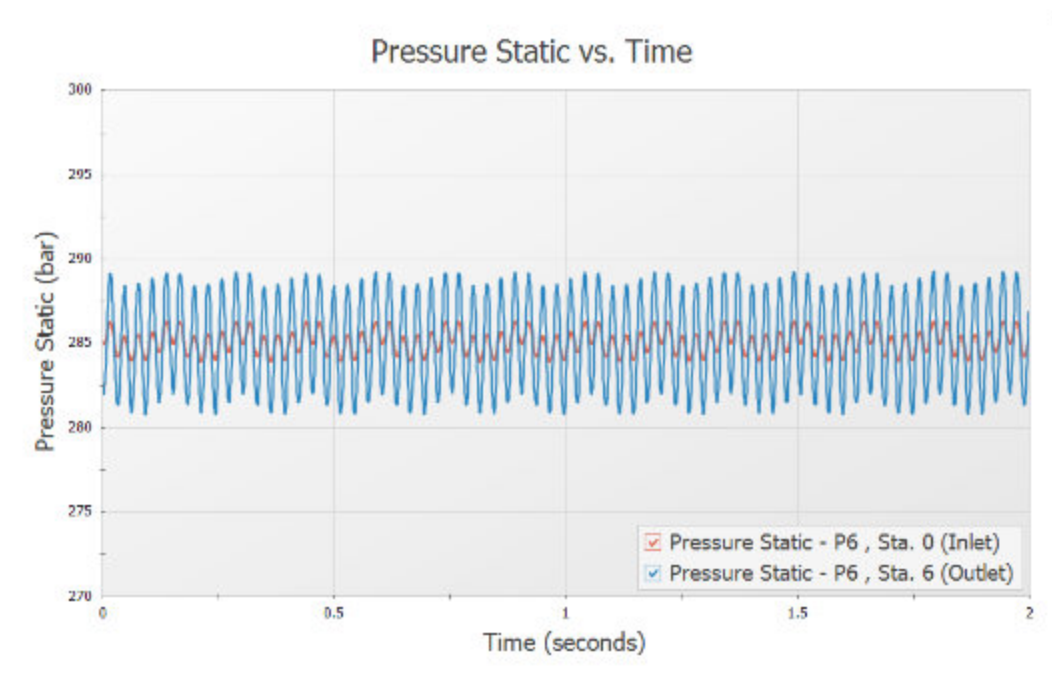 Pressure Static vs. Time
300
295
290
285
280
275
270
Pressure Static (bar)
Pressure Static - P6 , Sta. 0 (Inlet)
Pressure Static - P6 , Sta. 6 (Outlet)
0
0.5
1
1.5
2
Time (seconds)